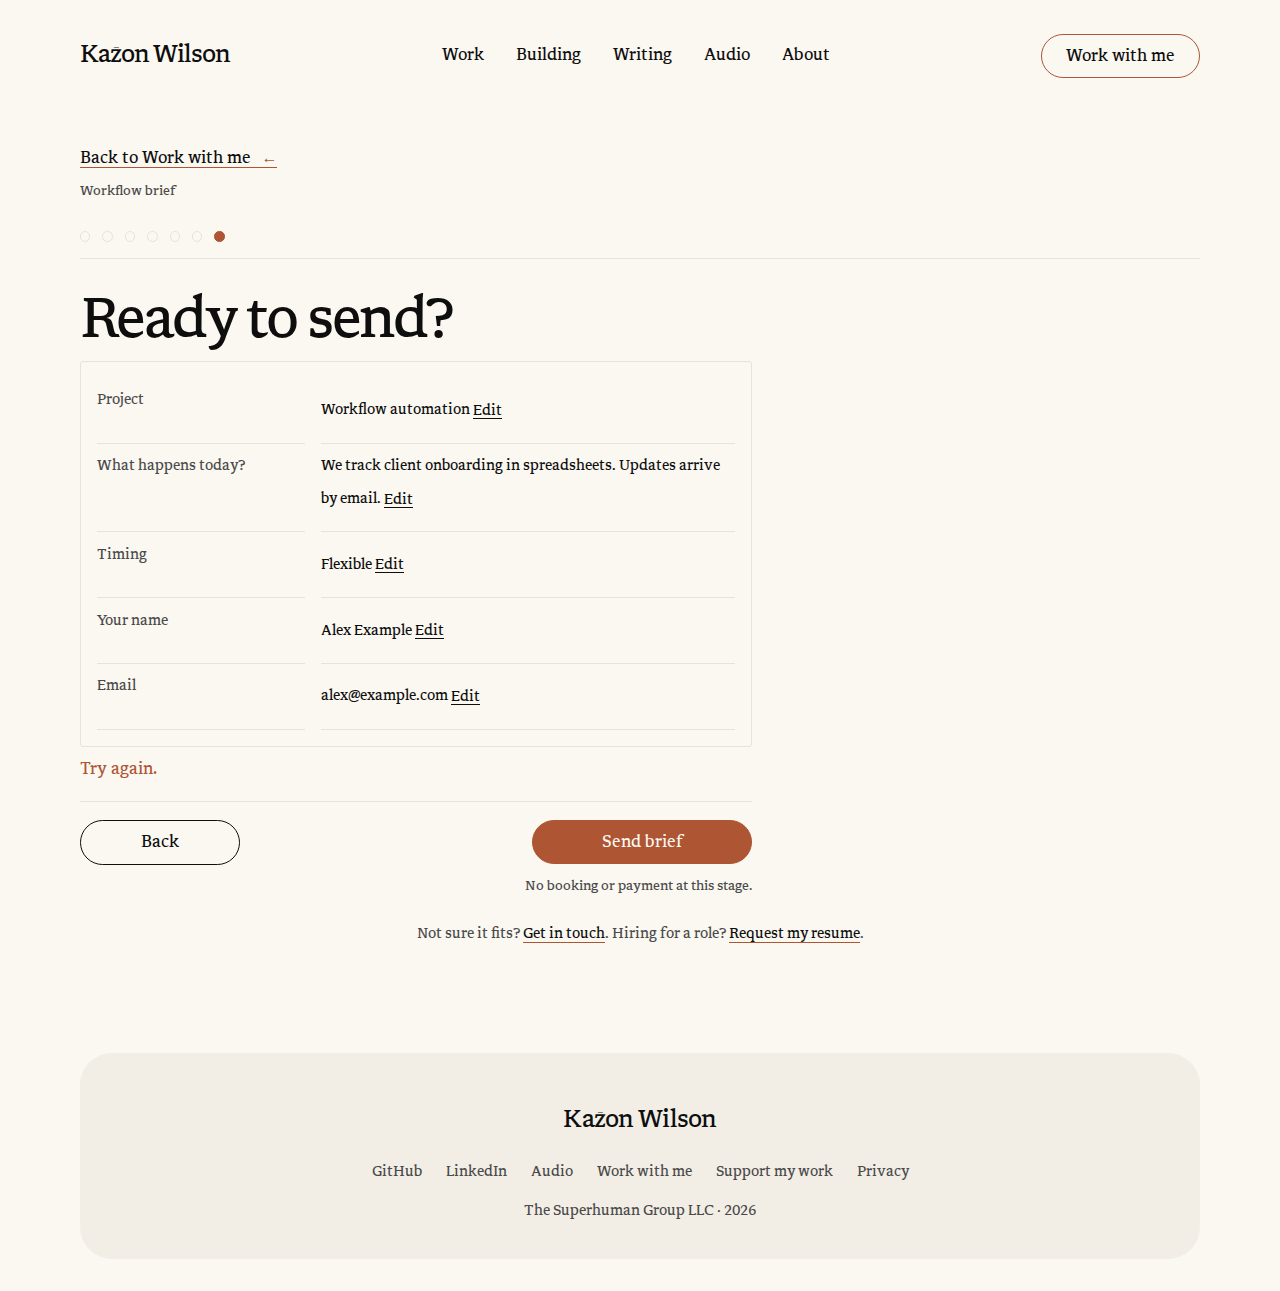 Każon Wilson
Work Building Writing Audio About
Work with me
Back to Work with me ←
Workflow brief
Ready to send?
Project
Workflow automation Edit
What happens today?
We track client onboarding in spreadsheets. Updates arrive
by email. Edit
Timing
Flexible Edit
Your name
Alex Example Edit
Email
alex@example.com Edit
Try again.
Back
Send brief
No booking or payment at this stage.
Not sure it fits? Get in touch. Hiring for a role? Request my resume.
Każon Wilson
GitHub LinkedIn Audio Work with me Support my work Privacy
The Superhuman Group LLC · 2026